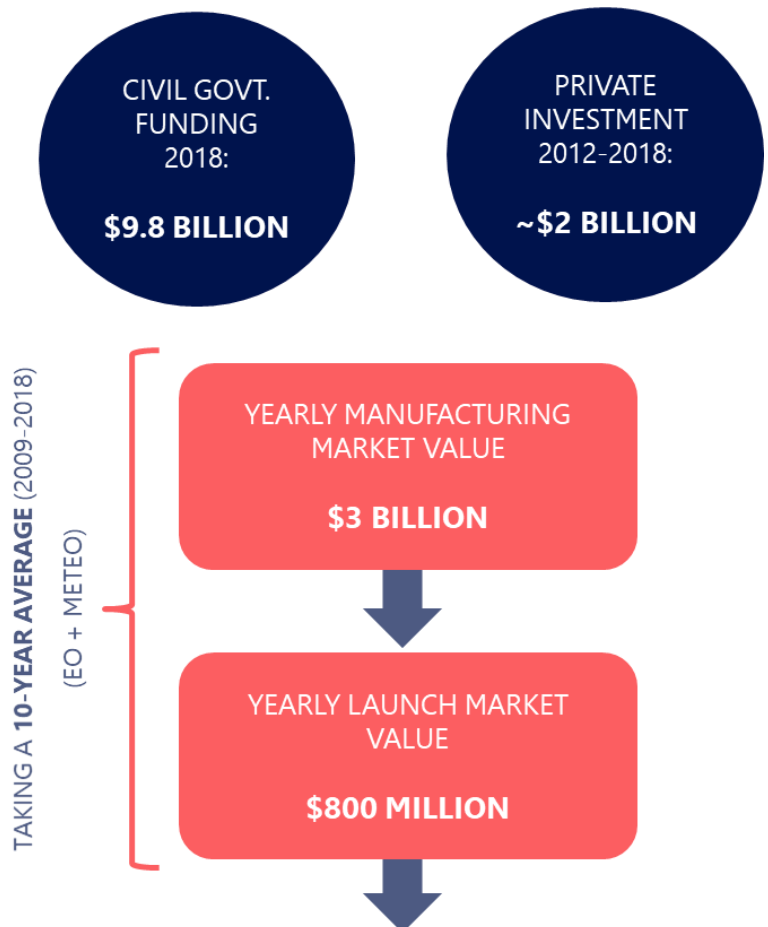 CIVIL GOVT.
FUNDING
2018:
$9.8 BILLION
PRIVATE
INVESTMENT
2012-2018:
~$2 BILLION
TAKING A 10-YEAR AVERAGE (2009-2018)
(EO + METEO)
YEARLY MANUFACTURING
MARKET VALUE
$3 BILLION
YEARLY LAUNCH MARKET
VALUE
$800 MILLION